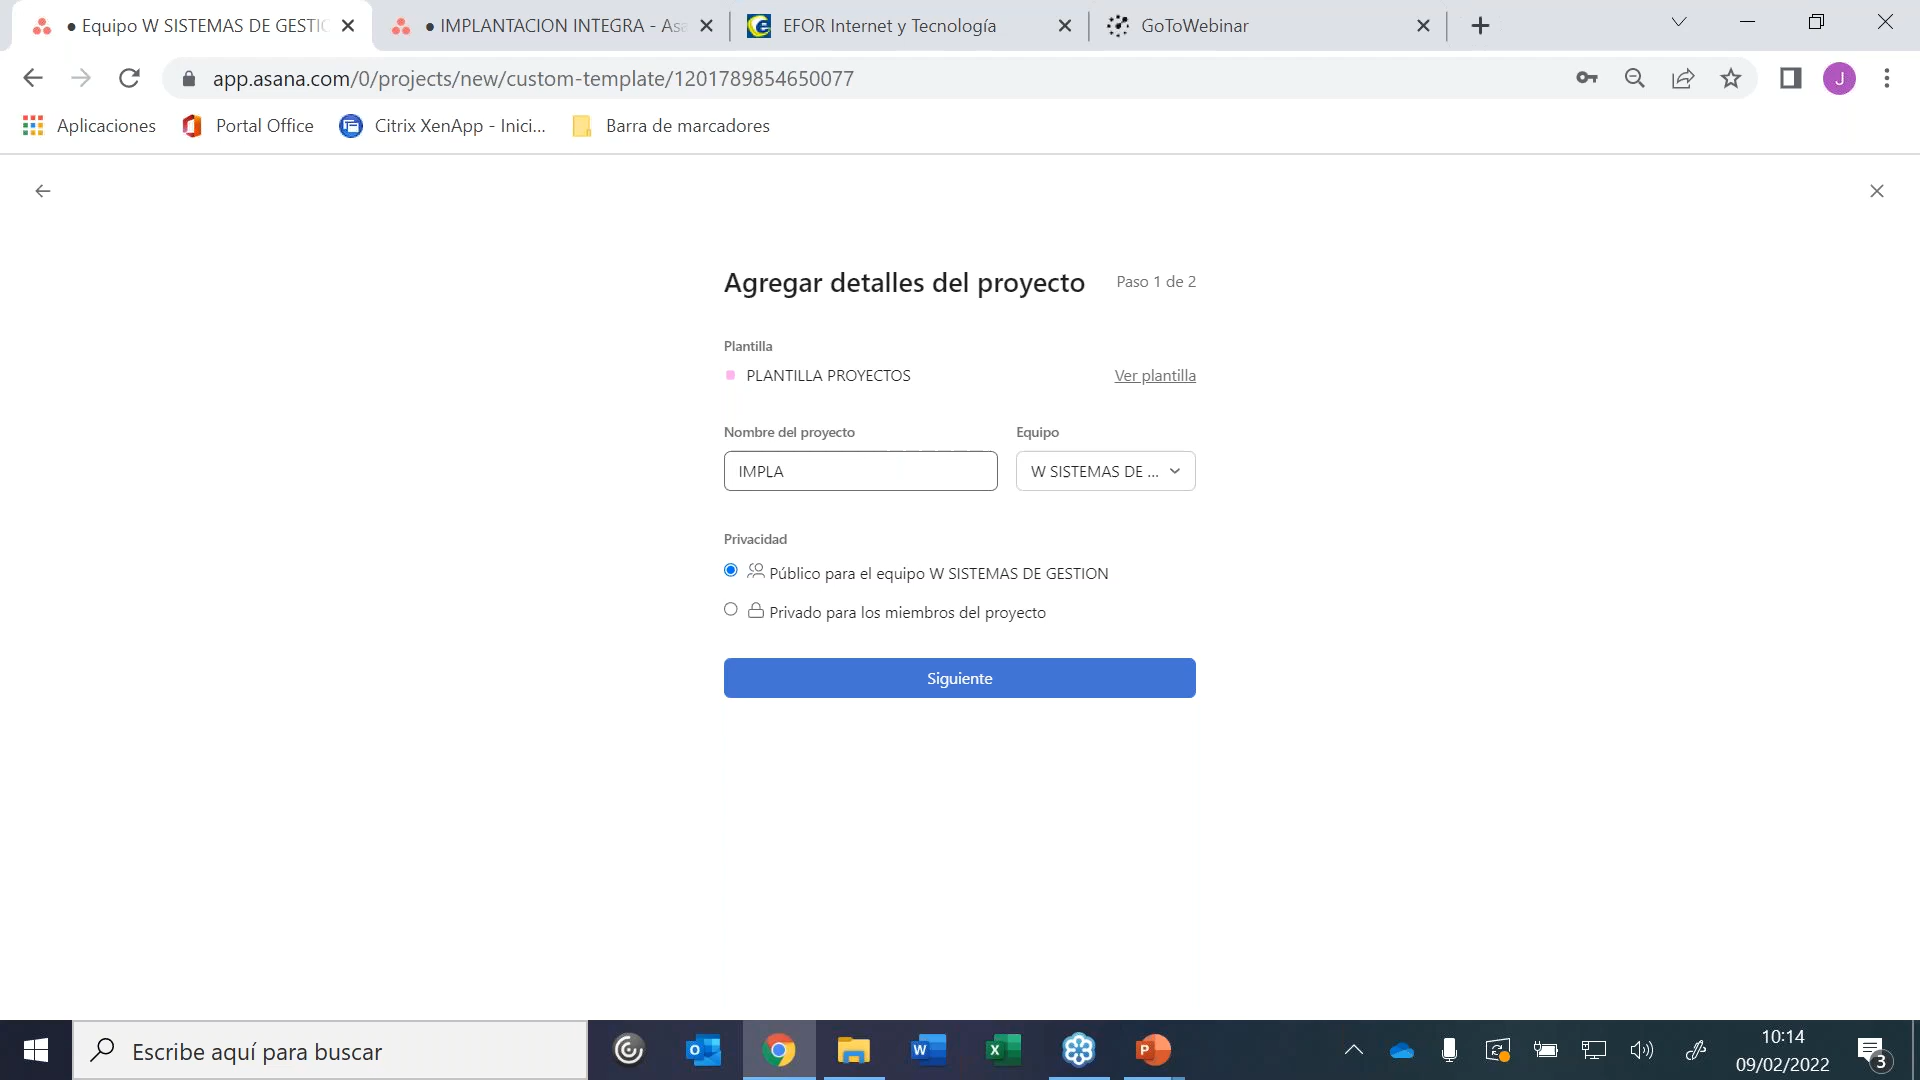 ● Equipo W SISTEMAS DE GESTIO
● IMPLANTACION INTEGRA - Asa
EFOR Internet y Tecnología
GoToWebinar
app.asana.com/0/projects/new/custom-template/1201789854650077
J
Aplicaciones
Portal Office
Citrix XenApp - Inici...
Barra de marcadores
Agregar detalles del proyecto
Paso 1 de 2
Plantilla
PLANTILLA PROYECTOS
Ver plantilla
Nombre del proyecto
Equipo
IMPLA
W SISTEMAS DE ...
Privacidad
Público para el equipo W SISTEMAS DE GESTION
Privado para los miembros del proyecto
Siguiente
Escribe aquí para buscar
10:14
09/02/2022
3